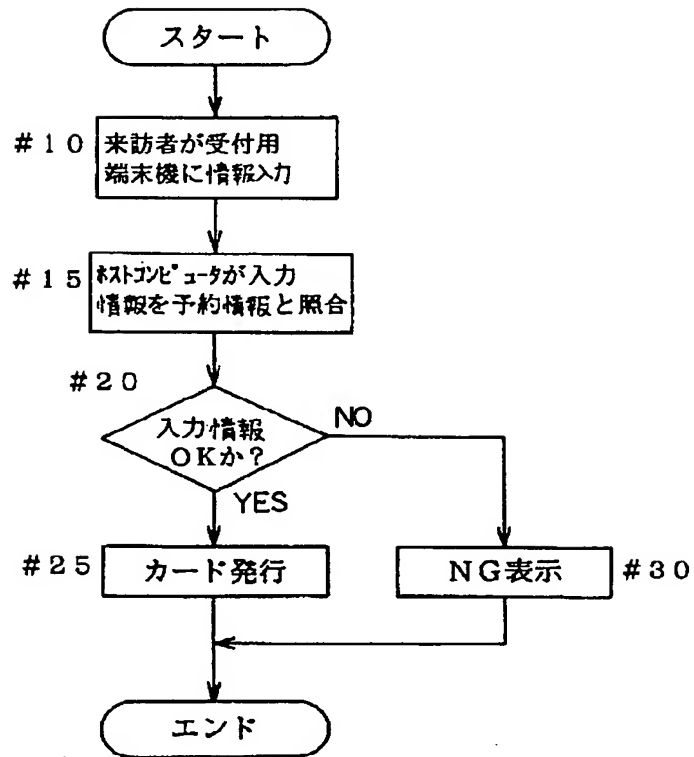 スタート
#10
来訪者が受付用
端末機に情報入力
#15
ホストコンピュータが入力
情報を予約情報と照合
#20
入力情報
OKか?
NO
YES
#25
カード発行
NG表示
#30
エンド